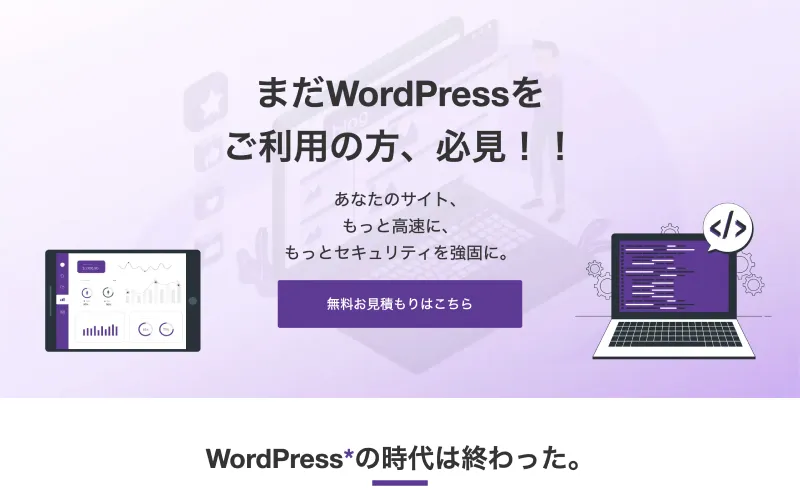 まだWordPressを
ご利用の方、必見！！
あなたのサイト、
もっと高速に、
もっとセキュリティを強固に。
無料お見積もりはこちら
</>
WordPress*の時代は終わった。